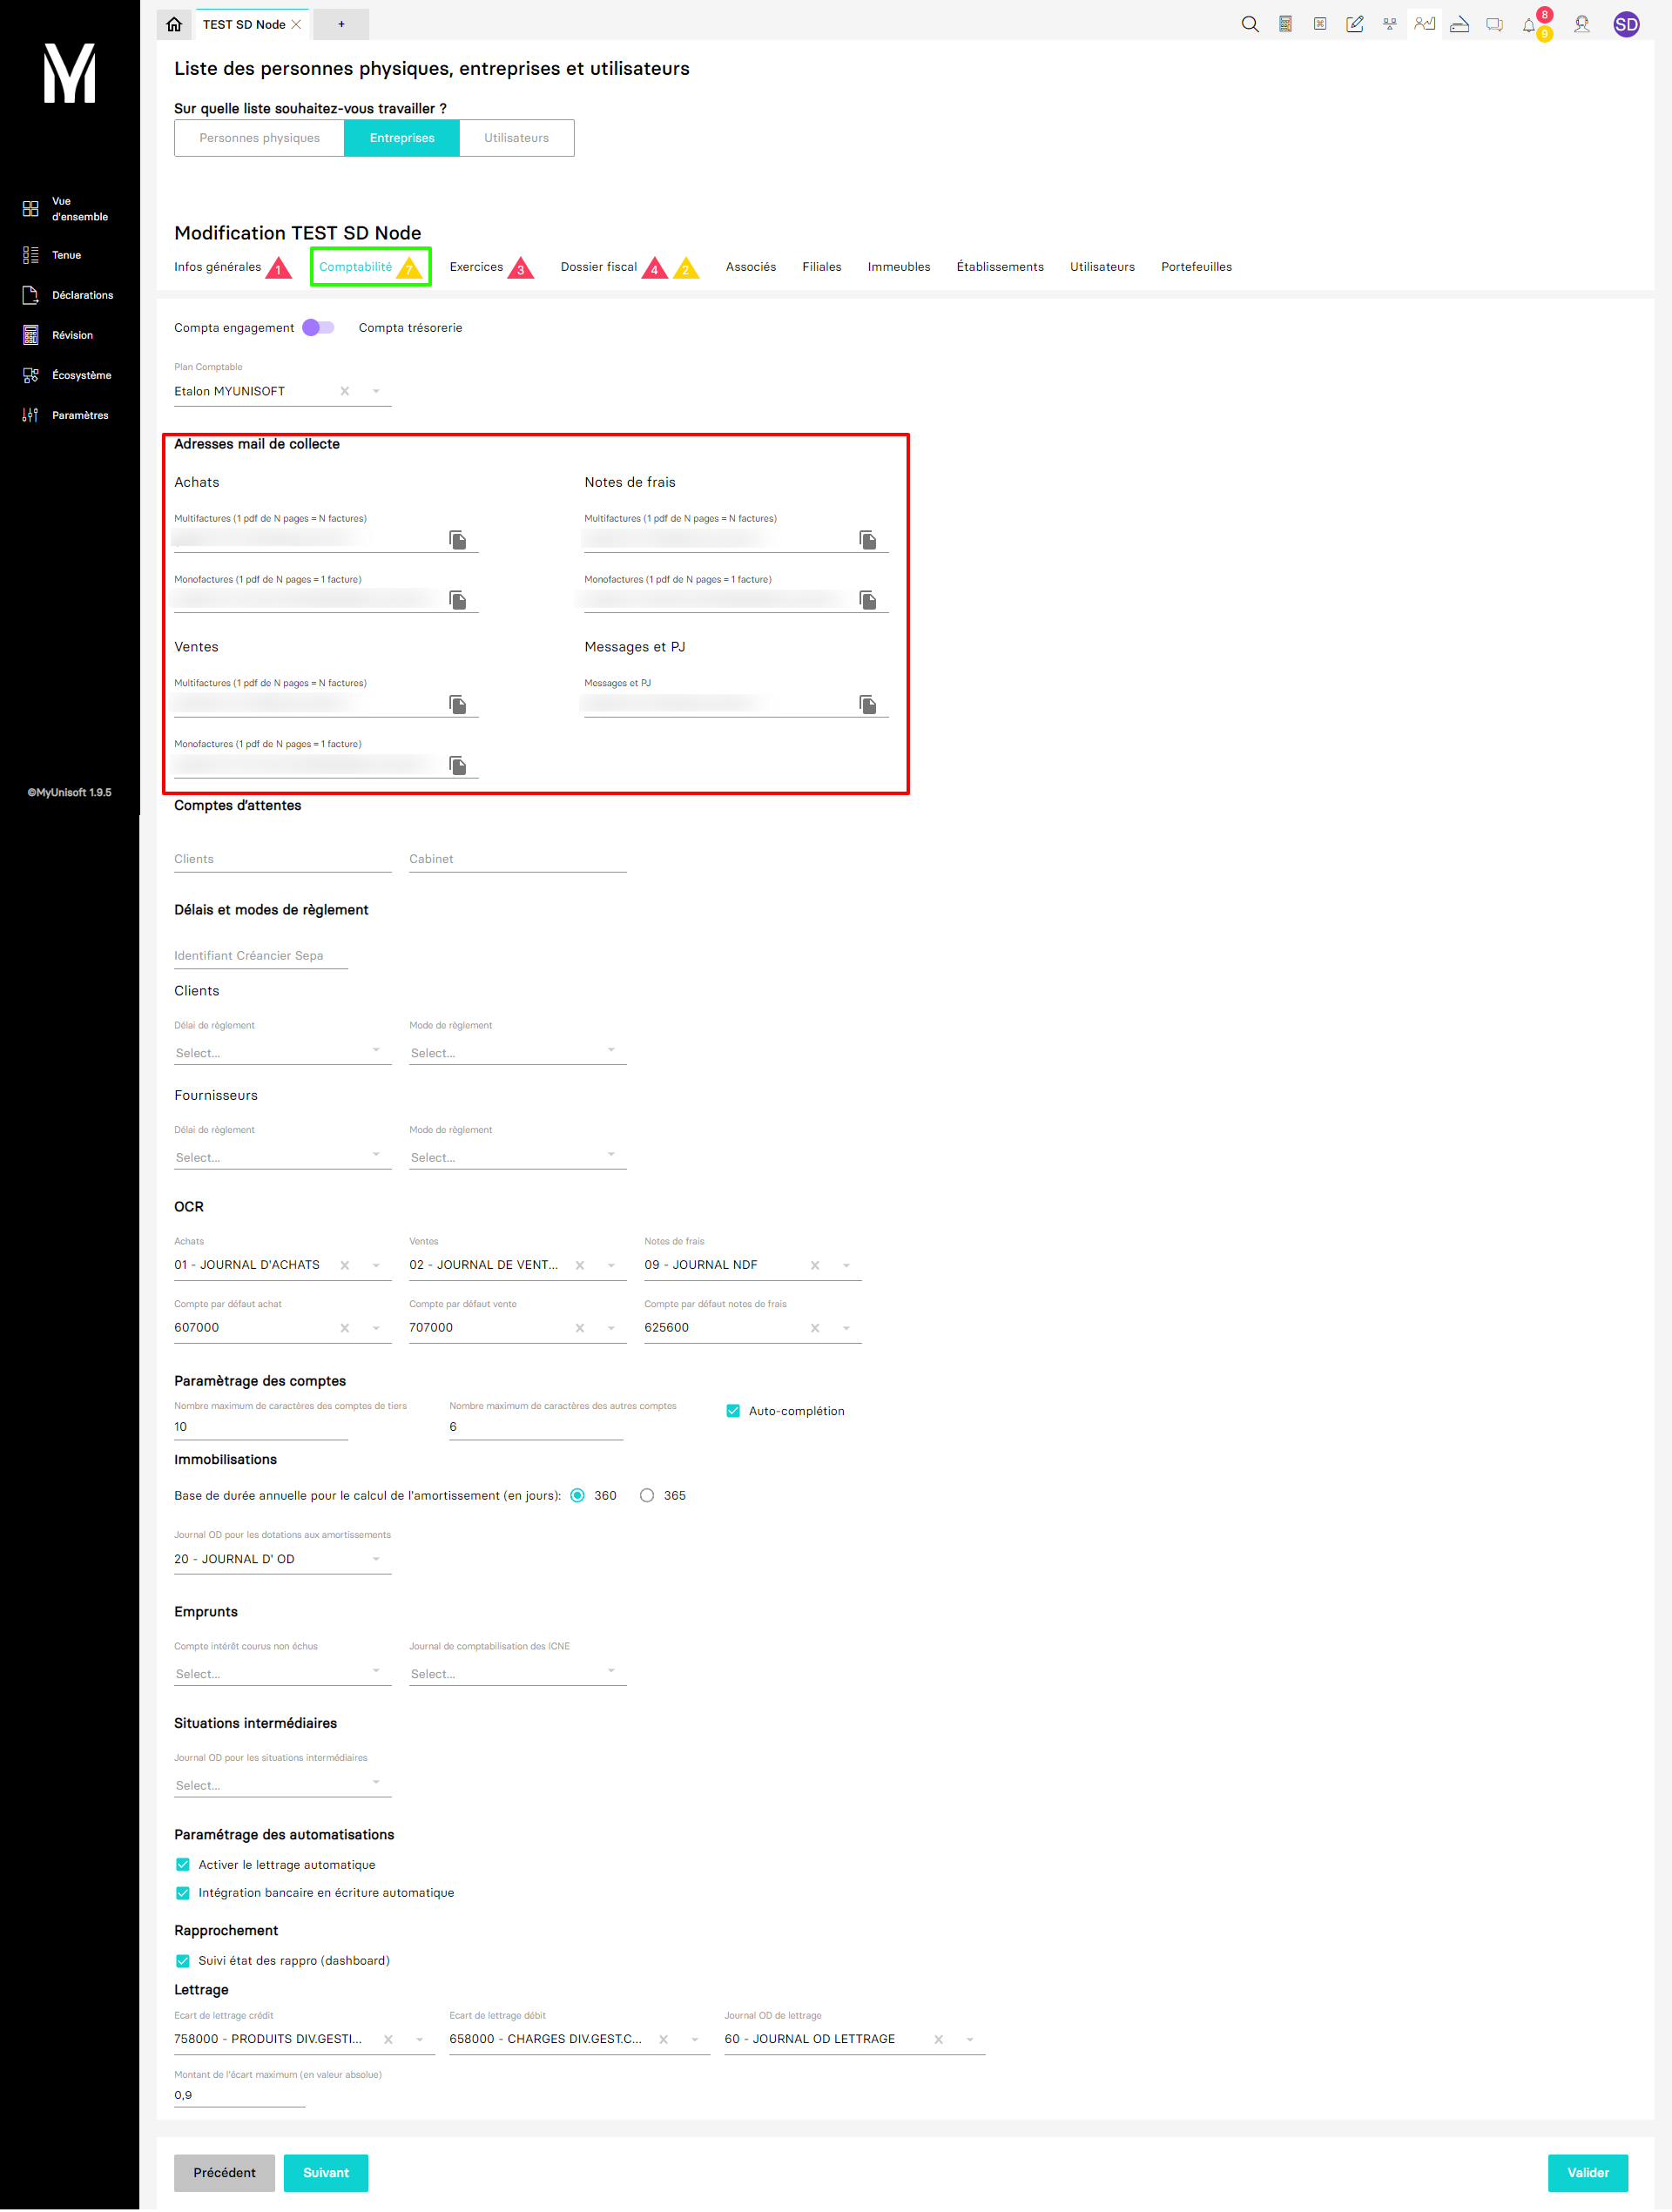 TEST SD Node
+
8
9
SD
Liste des personnes physiques, entreprises et utilisateurs
Sur quelle liste souhaitez-vous travailler ?
Personnes physiques Entreprises Utilisateurs
Vue
d'ensemble
Tenue
Déclarations
Révision
Écosystème
Paramètres
©MyUnisoft 1.9.5
Modification TEST SD Node
Infos générales 1 Comptabilité 7 Exercices 3 Dossier fiscal 4 2 Associés Filiales Immeubles Établissements Utilisateurs Portefeuilles
Compta engagement Compta trésorerie
Plan Comptable
Etalon MYUNISOFT
Adresses mail de collecte
Achats Notes de frais
Multifactures (1 pdf de N pages = N factures) Multifactures (1 pdf de N pages = N factures)
Monofactures (1 pdf de N pages = 1 facture) Monofactures (1 pdf de N pages = 1 facture)
Ventes Messages et PJ
Multifactures (1 pdf de N pages = N factures) Messages et PJ
Monofactures (1 pdf de N pages = 1 facture)
Comptes d'attentes
Clients Cabinet
Délais et modes de règlement
Identifiant Créancier Sepa
Clients
Délai de règlement Mode de règlement
Select... Select...
Fournisseurs
Délai de règlement Mode de règlement
Select... Select...
OCR
Achats Ventes Notes de frais
01 - JOURNAL D'ACHATS 02 - JOURNAL DE VENT... 09 - JOURNAL NDF
Compte par défaut achat Compte par défaut vente Compte par défaut notes de frais
607000 707000 625600
Paramètrage des comptes
Nombre maximum de caractères des comptes de tiers Nombre maximum de caractères des autres comptes Auto-complétion
10 6
Immobilisations
Base de durée annuelle pour le calcul de l'amortissement (en jours): 360 365
Journal OD pour les dotations aux amortissements
20 - JOURNAL D' OD
Emprunts
Compte intérêt courus non échus Journal de comptabilisation des ICNE
Select... Select...
Situations intermédiaires
Journal OD pour les situations intermédiaires
Select...
Paramétrage des automatisations
Activer le lettrage automatique
Intégration bancaire en écriture automatique
Rapprochement
Suivi état des rappro (dashboard)
Lettrage
Ecart de lettrage crédit Ecart de lettrage débit Journal OD de lettrage
758000 - PRODUITS DIV.GESTI... 658000 - CHARGES DIV.GEST.C... 60 - JOURNAL OD LETTRAGE
Montant de l'écart maximum (en valeur absolue)
0,9
Précédent Suivant Valider